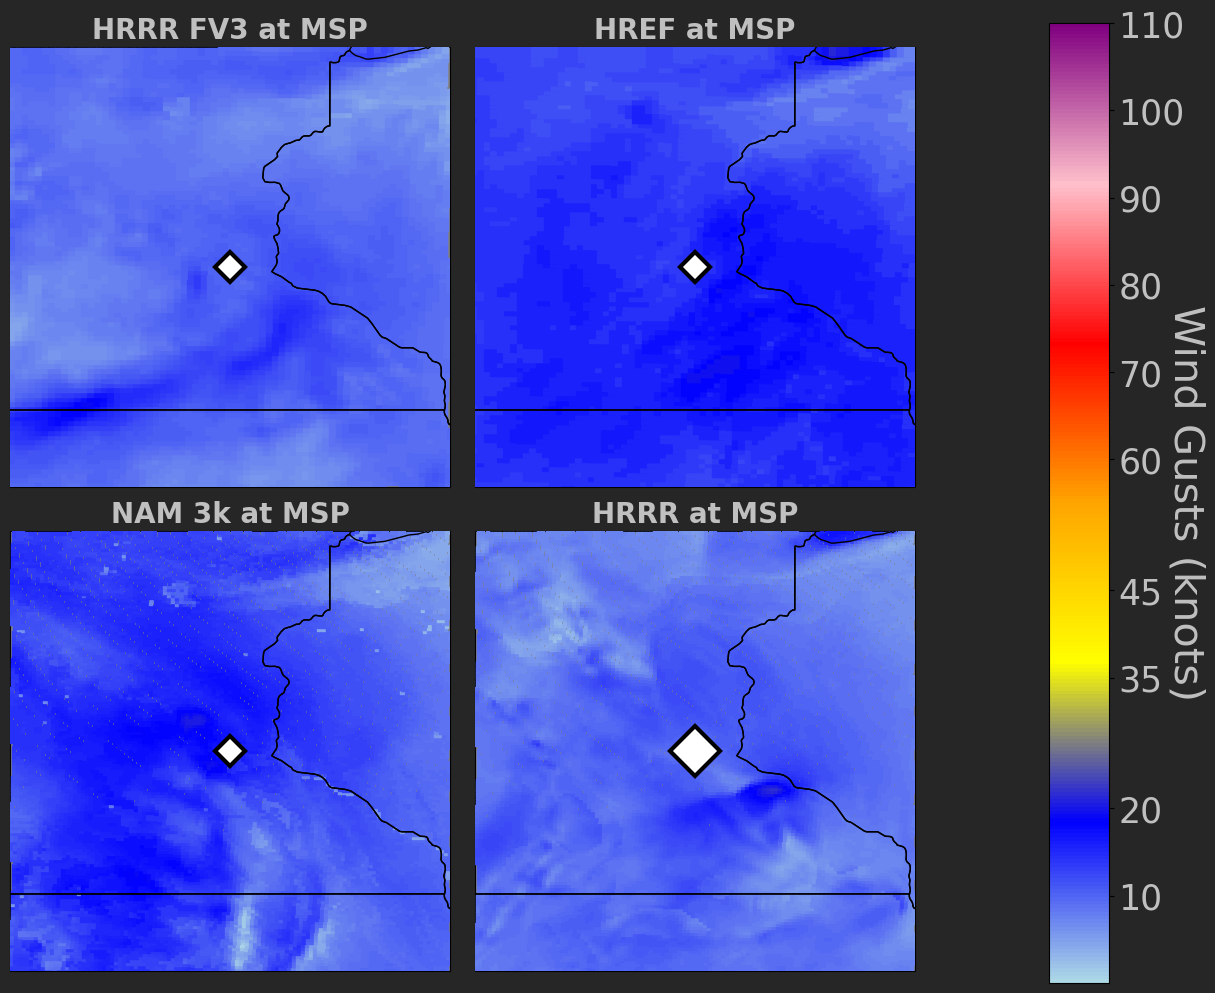 HRRR FV3 at MSP
HREF at MSP
NAM 3k at MSP
HRRR at MSP
110
100
90
80
70
60
45
35
20
10
Wind Gusts (knots)